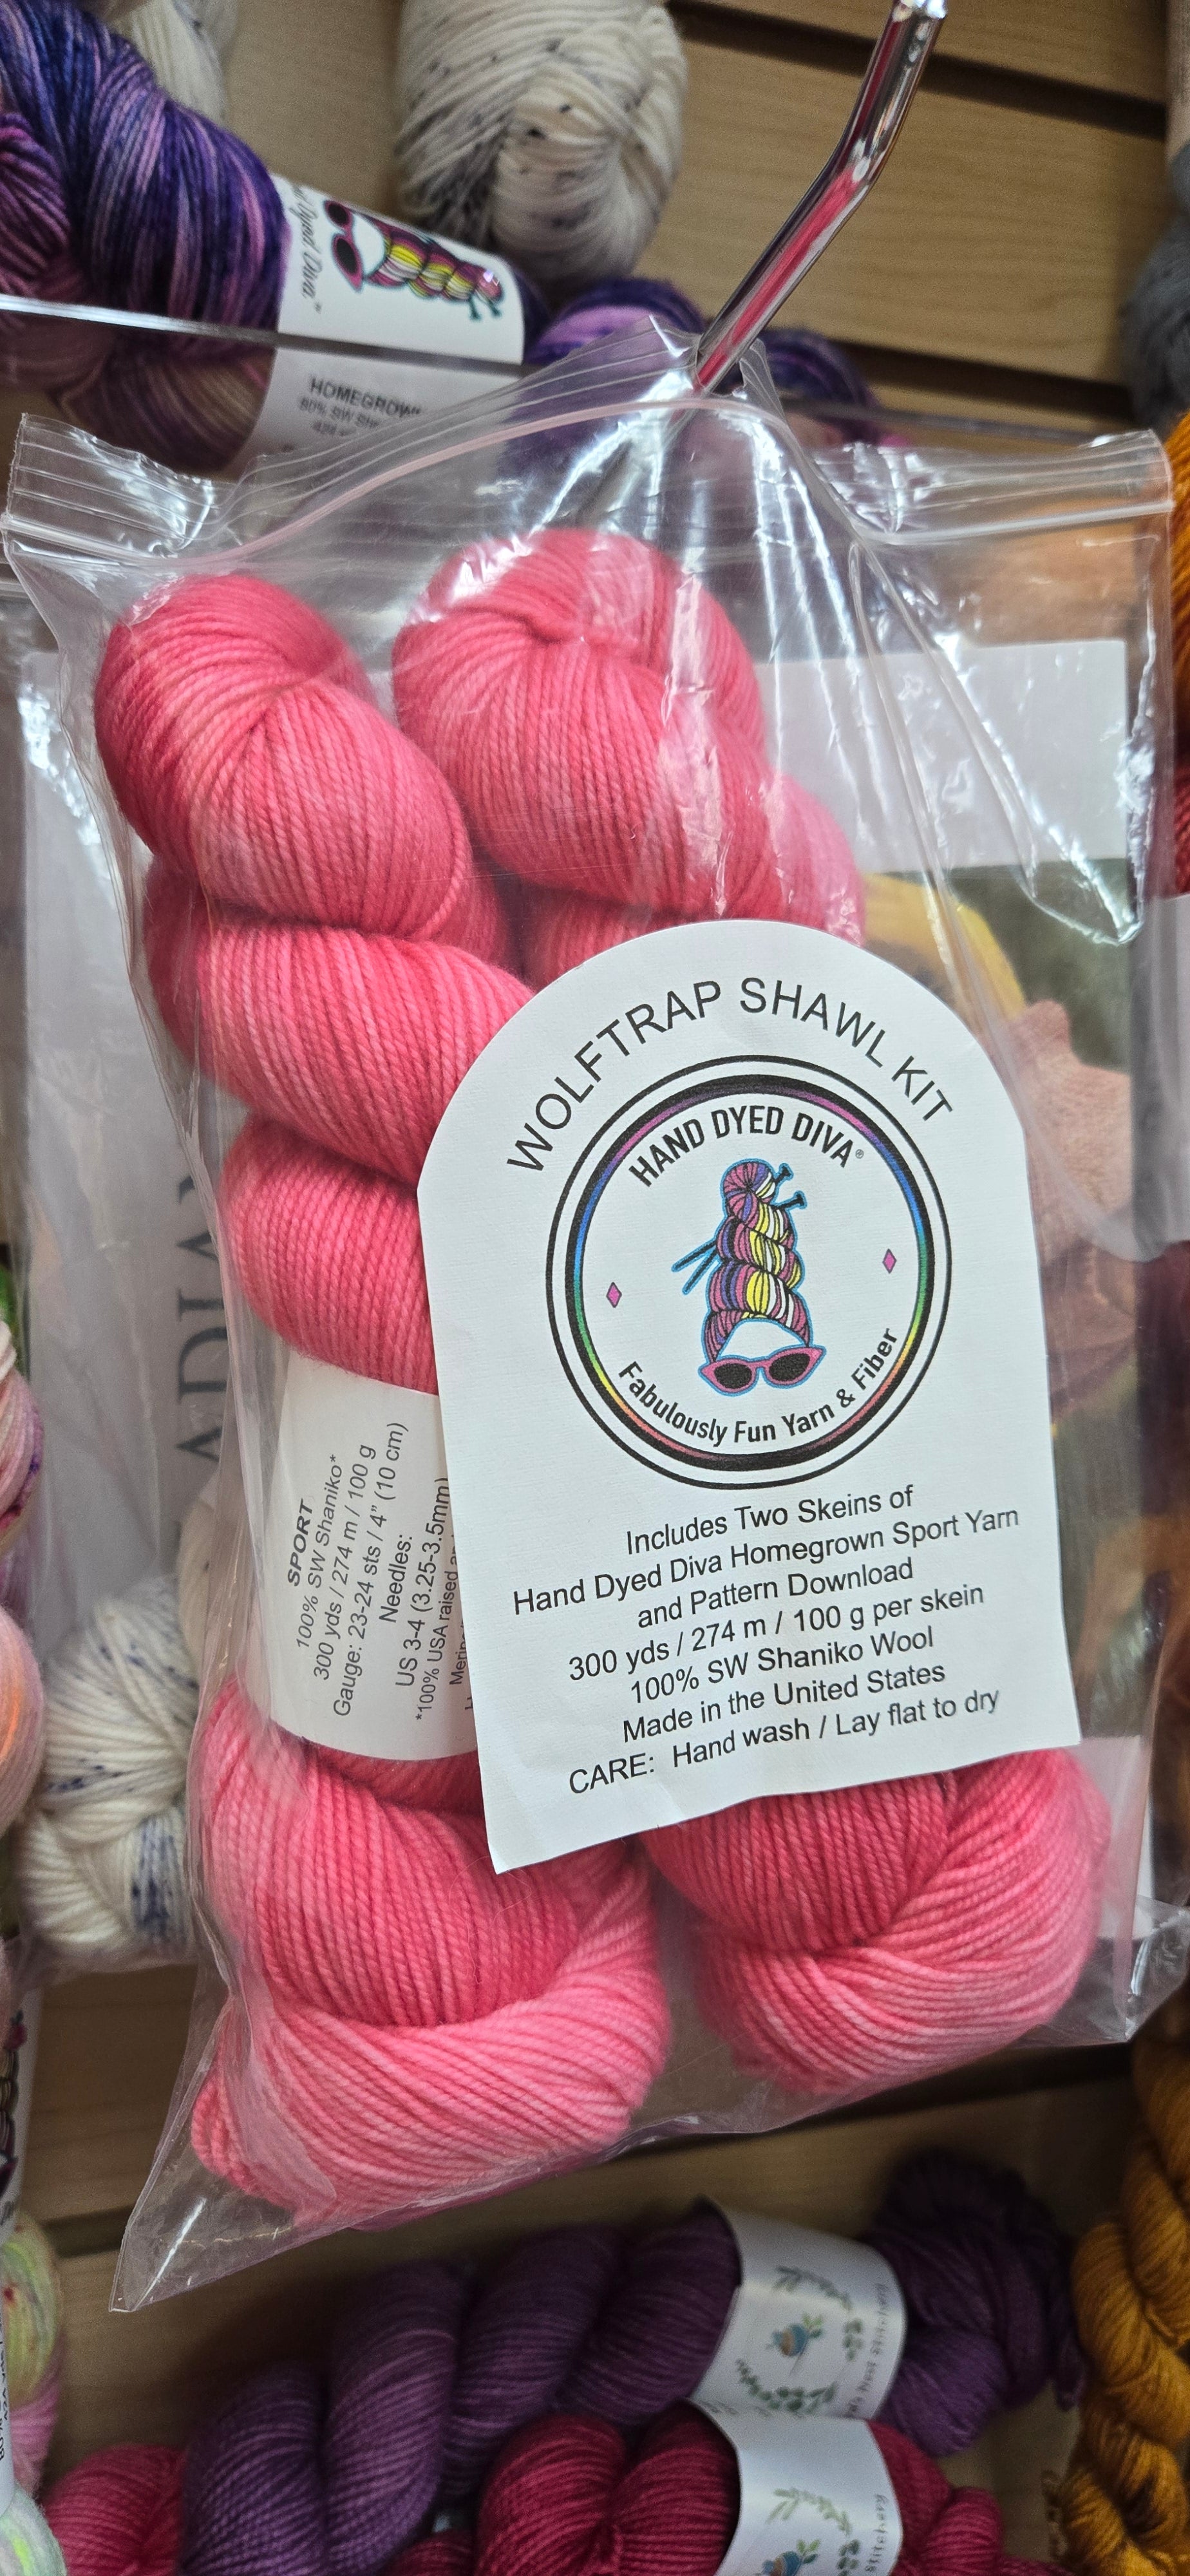 Dyed Diva
HOMEGROWN
80% SW
WOLFTRAP SHAWL KIT
HAND DYED DIVA®
Fabulously Fun Yarn & Fiber
Includes Two Skeins of
Hand Dyed Diva Homegrown Sport Yarn
and Pattern Download
300 yds / 274 m / 100 g per skein
100% SW Shaniko Wool
Made in the United States
CARE: Hand wash / Lay flat to dry
SPORT
100% SW Shaniko*
300 yds / 274 m / 100 g
Gauge: 23-24 sts / 4" (10 cm)
Needles:
US 3-4 (3.25-3.5mm)
*100% USA raised